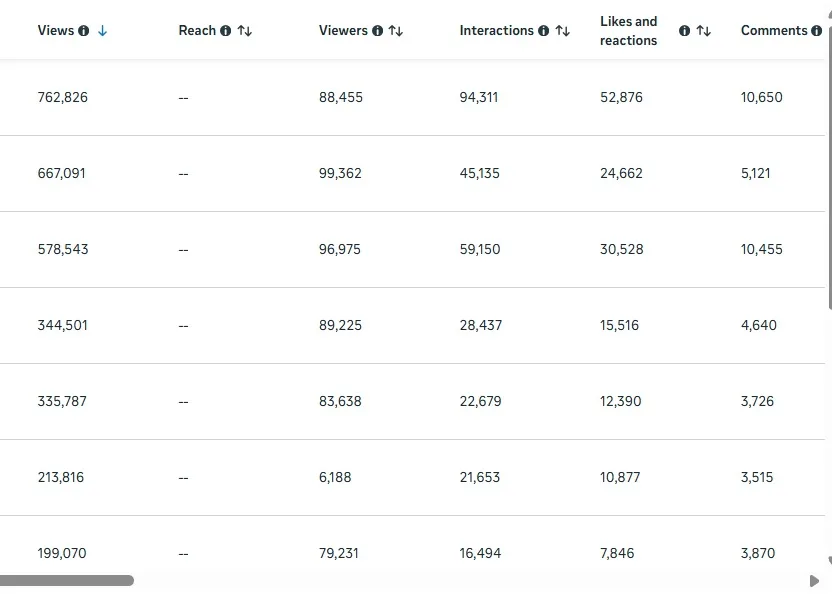 Views Reach Viewers Interactions Likes and reactions Comments
762,826 -- 88,455 94,311 52,876 10,650
667,091 -- 99,362 45,135 24,662 5,121
578,543 -- 96,975 59,150 30,528 10,455
344,501 -- 89,225 28,437 15,516 4,640
335,787 -- 83,638 22,679 12,390 3,726
213,816 -- 6,188 21,653 10,877 3,515
199,070 -- 79,231 16,494 7,846 3,870